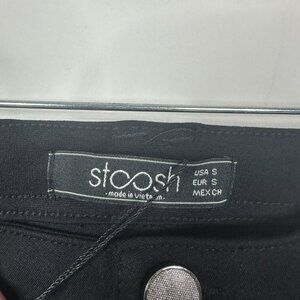 stoosh
-made in vietnam-
USA S
EUR S
MEX CH